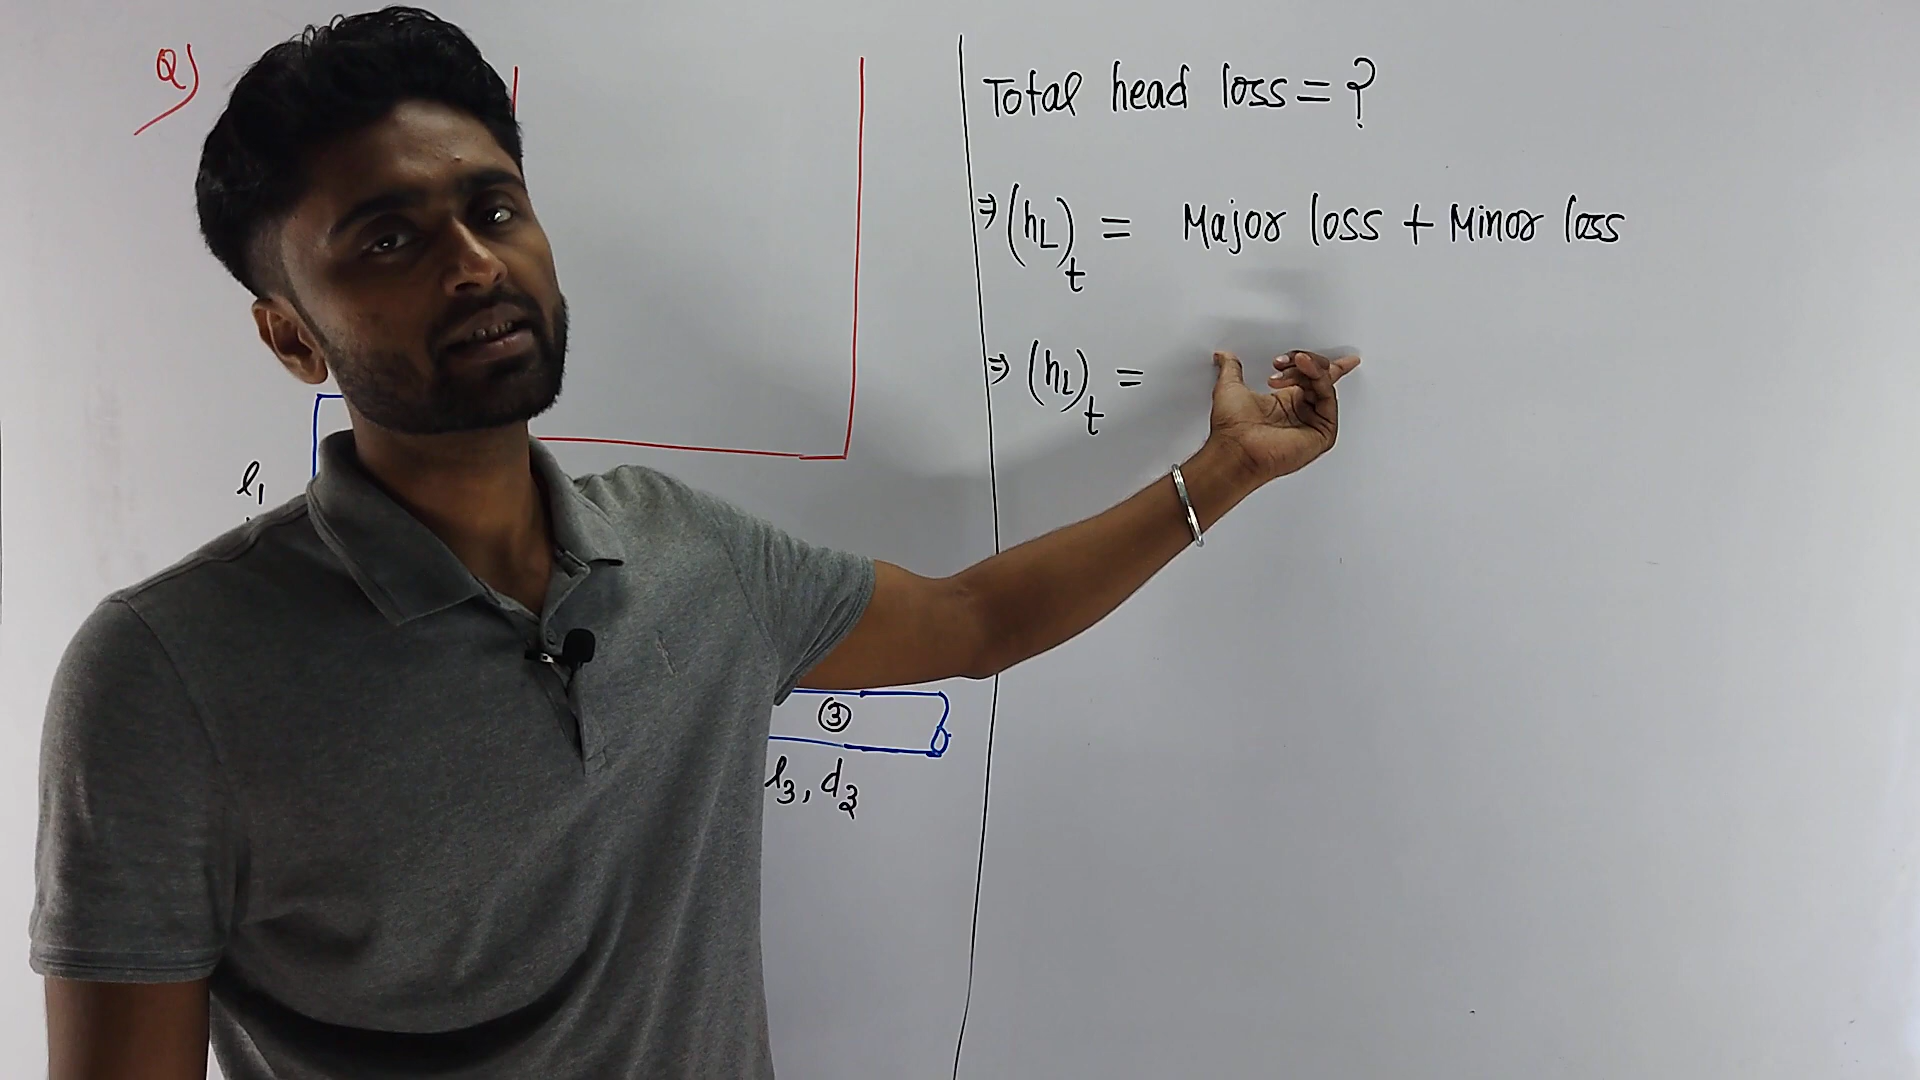 Q)
l1
③
l3, d3
Total head loss = ?
⇒ (hL)t = Major loss + Minor loss
⇒ (hL)t =